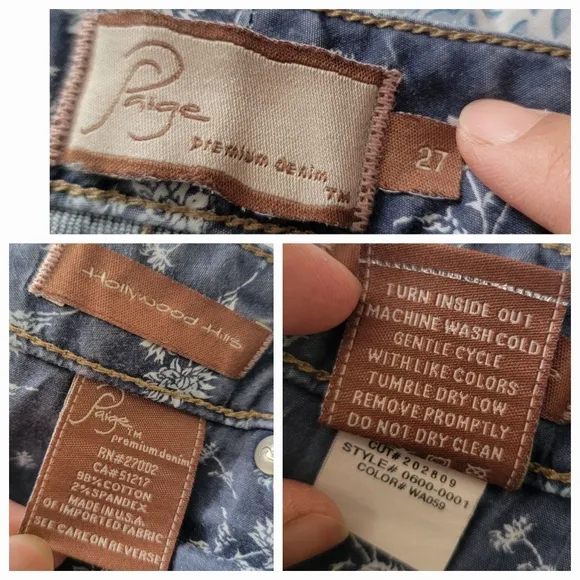 Paige
premium denim TM
27
Hollywood Hills
Paige TM
premium denim
RN#27002
CA#51217
98% COTTON
2% SPANDEX
MADE IN U.S.A.
OF IMPORTED FABRIC
SEE CARE ON REVERSE
TURN INSIDE OUT
MACHINE WASH COLD
GENTLE CYCLE
WITH LIKE COLORS
TUMBLE DRY LOW
REMOVE PROMPTLY
DO NOT DRY CLEAN
CUT# 202809
STYLE# 0600-0001
COLOR# WA059